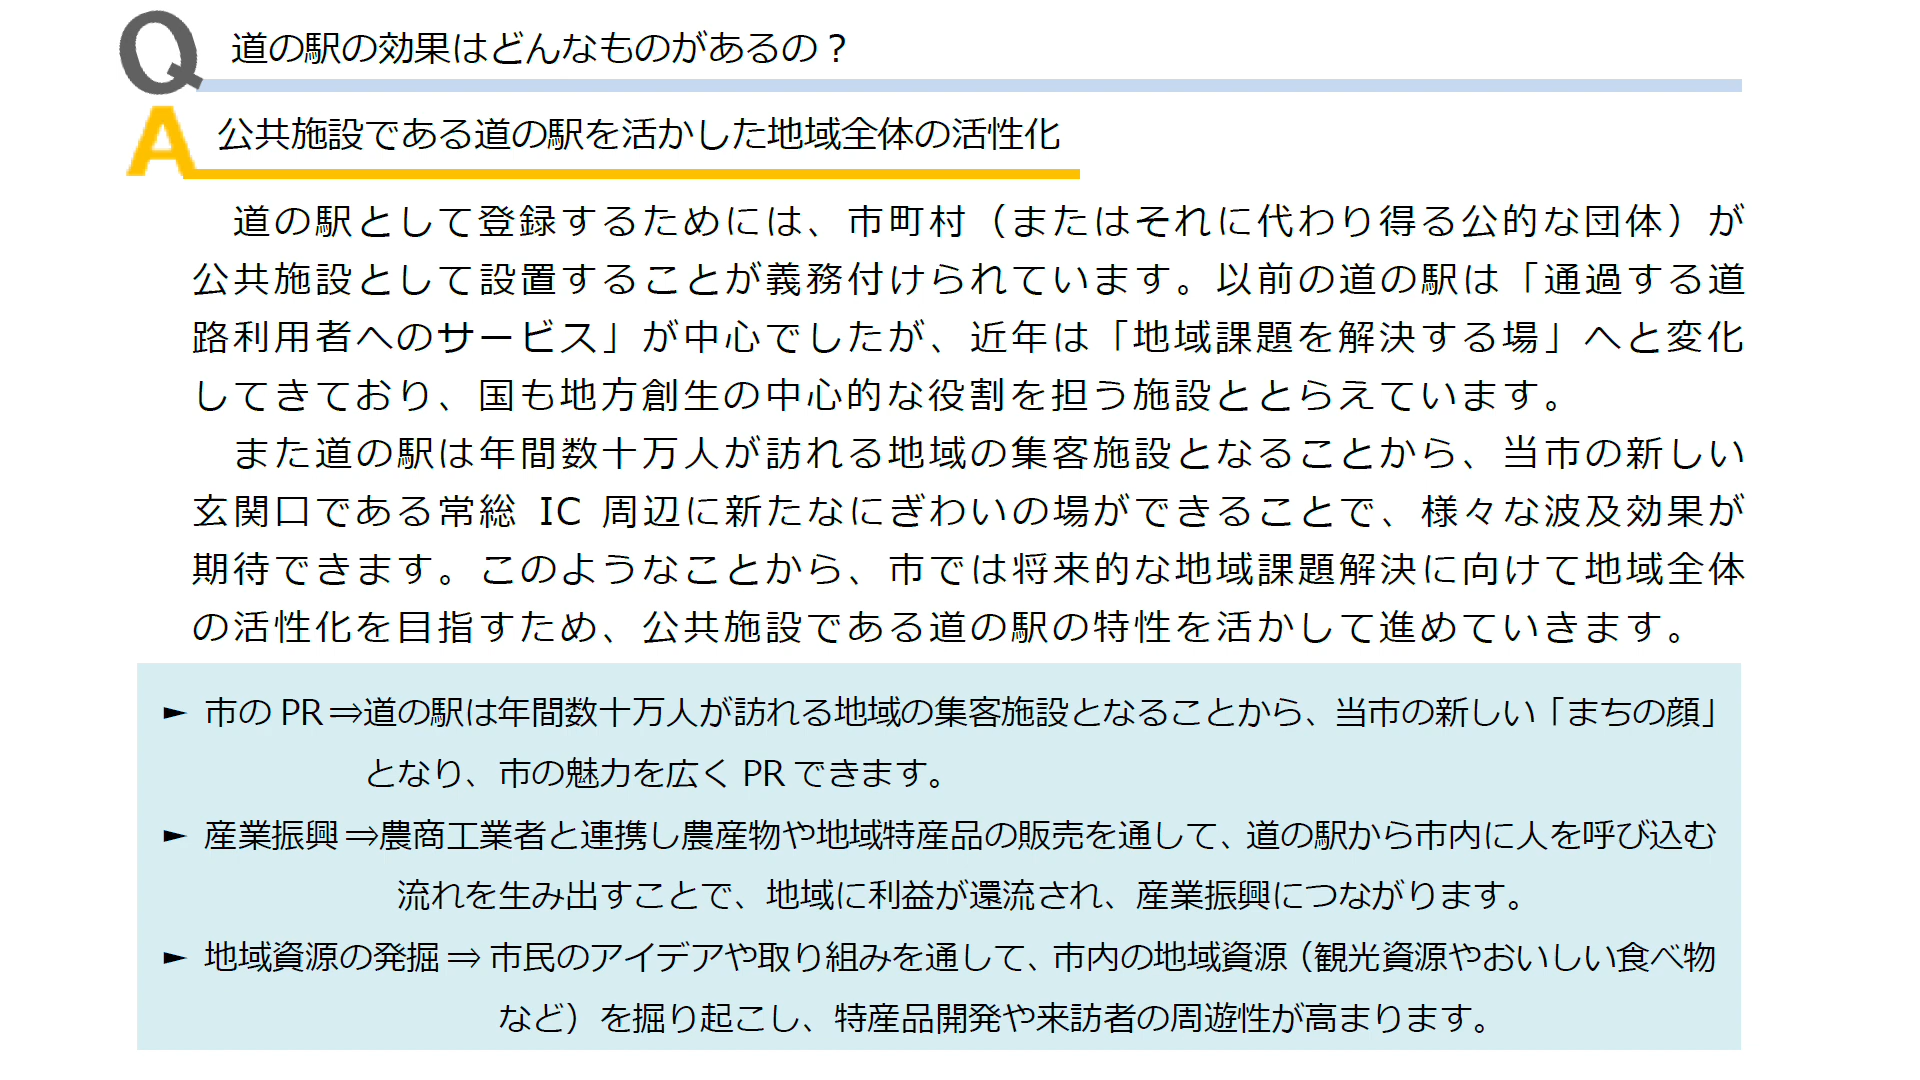 Q 道の駅の効果はどんなものがあるの？
A 公共施設である道の駅を活かした地域全体の活性化
道の駅として登録するためには、市町村（またはそれに代わり得る公的な団体）が
公共施設として設置することが義務付けられています。以前の道の駅は「通過する道
路利用者へのサービス」が中心でしたが、近年は「地域課題を解決する場」へと変化
してきており、国も地方創生の中心的な役割を担う施設ととらえています。
また道の駅は年間数十万人が訪れる地域の集客施設となることから、当市の新しい
玄関口である常総 IC 周辺に新たなにぎわいの場ができることで、様々な波及効果が
期待できます。このようなことから、市では将来的な地域課題解決に向けて地域全体
の活性化を目指すため、公共施設である道の駅の特性を活かして進めていきます。
► 市の PR ⇒道の駅は年間数十万人が訪れる地域の集客施設となることから、当市の新しい「まちの顔」
となり、市の魅力を広く PR できます。
► 産業振興 ⇒農商工業者と連携し農産物や地域特産品の販売を通して、道の駅から市内に人を呼び込む
流れを生み出すことで、地域に利益が還流され、産業振興につながります。
► 地域資源の発掘 ⇒ 市民のアイデアや取り組みを通して、市内の地域資源（観光資源やおいしい食べ物
など）を掘り起こし、特産品開発や来訪者の周遊性が高まります。